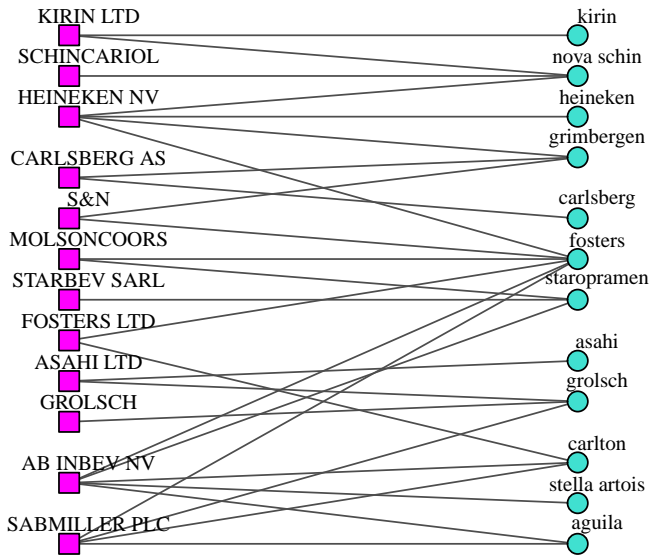 KIRIN LTD
SCHINCARIOL
HEINEKEN NV
CARLSBERG AS
S&N
MOLSONCOORS
STARBEV SARL
FOSTERS LTD
ASAHI LTD
GROLSCH
AB INBEV NV
SABMILLER PLC
kirin
nova schin
heineken
grimbergen
carlsberg
fosters
staropramen
asahi
grolsch
carlton
stella artois
aguila